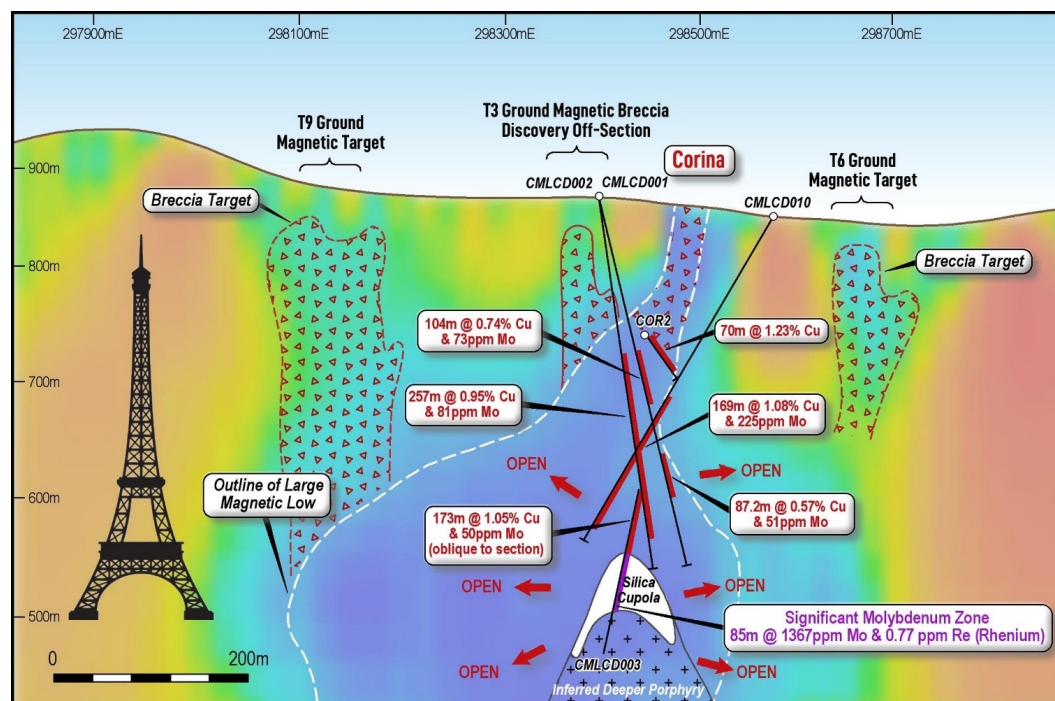 297900mE
298100mE
298300mE
298500mE
298700mE
T9 Ground
Magnetic Target
T3 Ground Magnetic Breccia
Discovery Off-Section
Corina
T6 Ground
Magnetic Target
CMLCD002
CMLCD001
CMLCD010
900m
800m
700m
600m
500m
Breccia Target
Breccia Target
COR2
104m @ 0.74% Cu
& 73ppm Mo
70m @ 1.23% Cu
257m @ 0.95% Cu
& 81ppm Mo
169m @ 1.08% Cu
& 225ppm Mo
OPEN
OPEN
Outline of Large
Magnetic Low
173m @ 1.05% Cu
& 50ppm Mo
(oblique to section)
87.2m @ 0.57% Cu
& 51ppm Mo
OPEN
Silica
Cupola
OPEN
Significant Molybdenum Zone
85m @ 1367ppm Mo & 0.77 ppm Re (Rhenium)
0
200m
OPEN
CMLCD003
OPEN
Inferred Deeper Porphyry